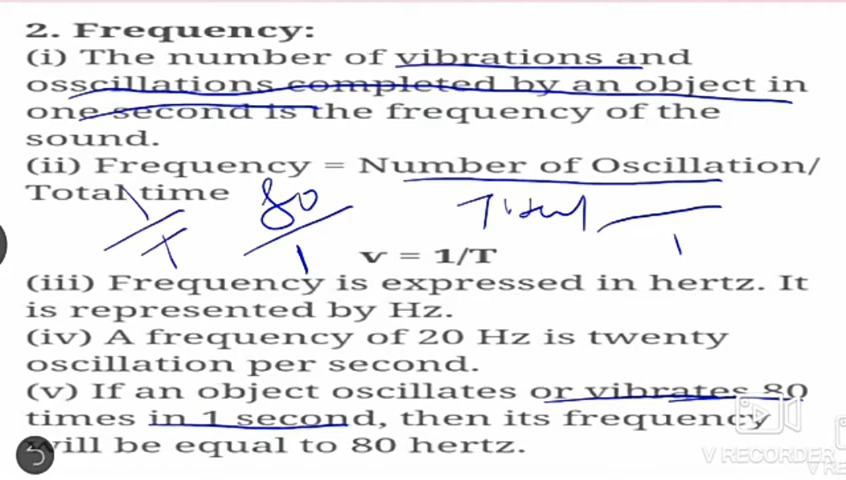 2. Frequency:
(i) The number of vibrations and
osscillations completed by an object in
one second is the frequency of the
sound.
(ii) Frequency = Number of Oscillation/
Total time
1/T 80/1
1
v = 1/T
(iii) Frequency is expressed in hertz. It
is represented by Hz.
(iv) A frequency of 20 Hz is twenty
oscillation per second.
(v) If an object oscillates or vibrates 80
times in 1 second, then its frequency
will be equal to 80 hertz.
V RECORDER